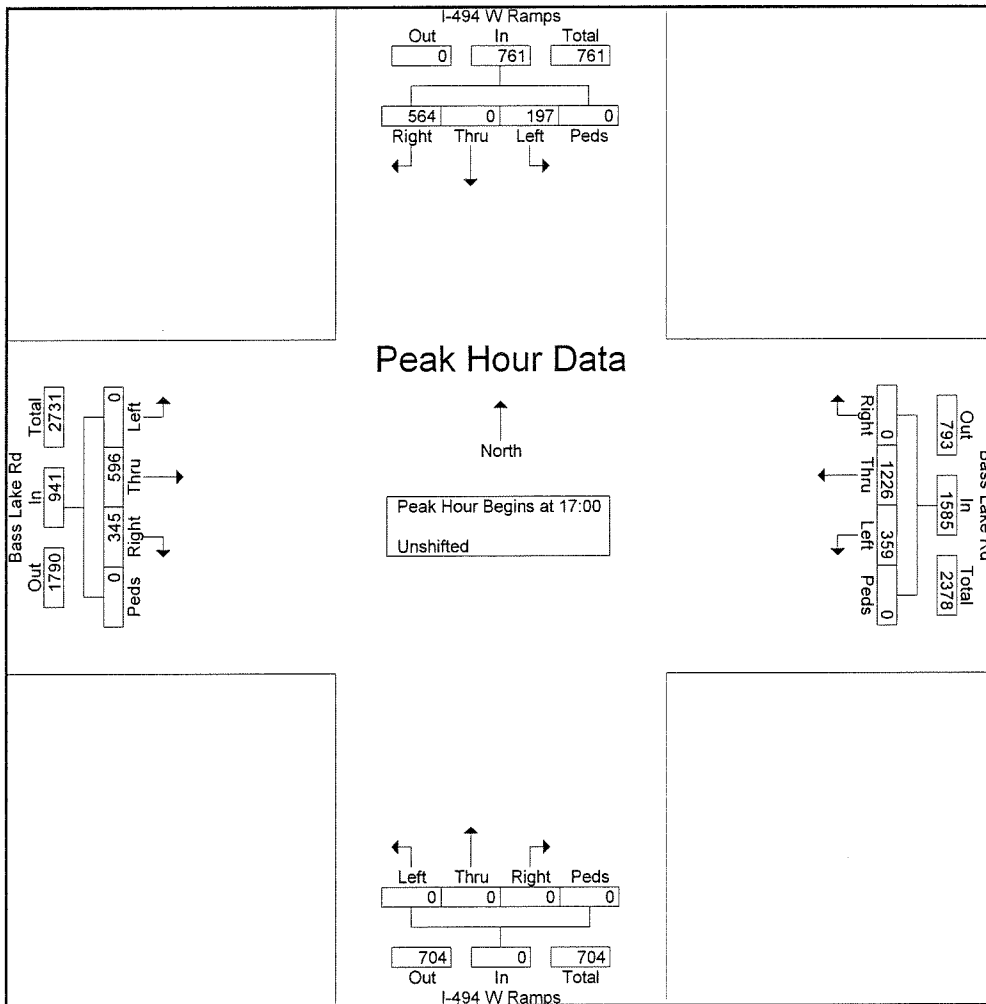 I-494 W Ramps
Out In Total
0 761 761
564 0 197 0
Right Thru Left Peds
Peak Hour Data
North
Peak Hour Begins at 17:00
Unshifted
Bass Lake Rd
Out In Total
1790 941 2731
0 596 345 0
Left Thru Right Peds
Right Thru Left Peds
0 1226 359 0
Out In Total
793 1585 2378
Bass Lake Rd
Left Thru Right Peds
0 0 0 0
704 0 704
Out In Total
I-494 W Ramps